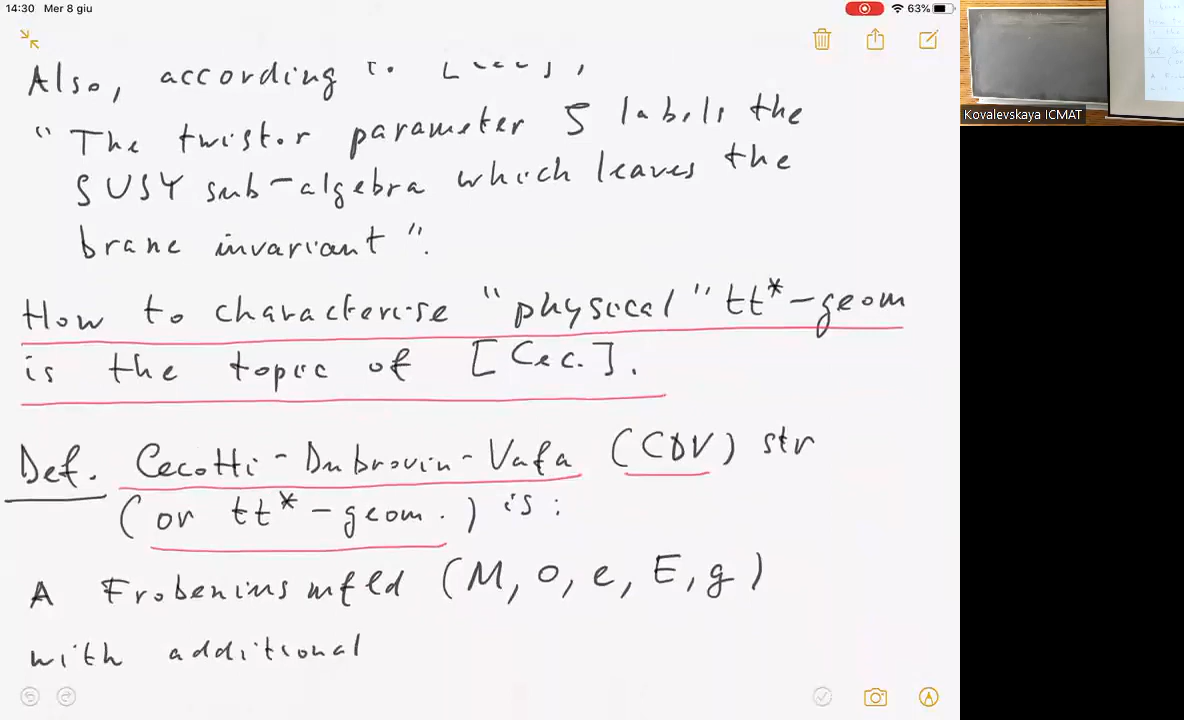 14:30 Mer 8 giu
63%
Also, according to
“The twistor parameter ζ labels the
SUSY sub-algebra which leaves the
brane invariant”.
How to characterise “physical” tt*-geom
is the topic of [Cec.].
Def. Cecotti-Dubrovin-Vafa (CDV) str
(or tt*-geom.) is:
A Frobenius mfld (M, o, e, E, g)
with additional
Kovalevskaya ICMAT